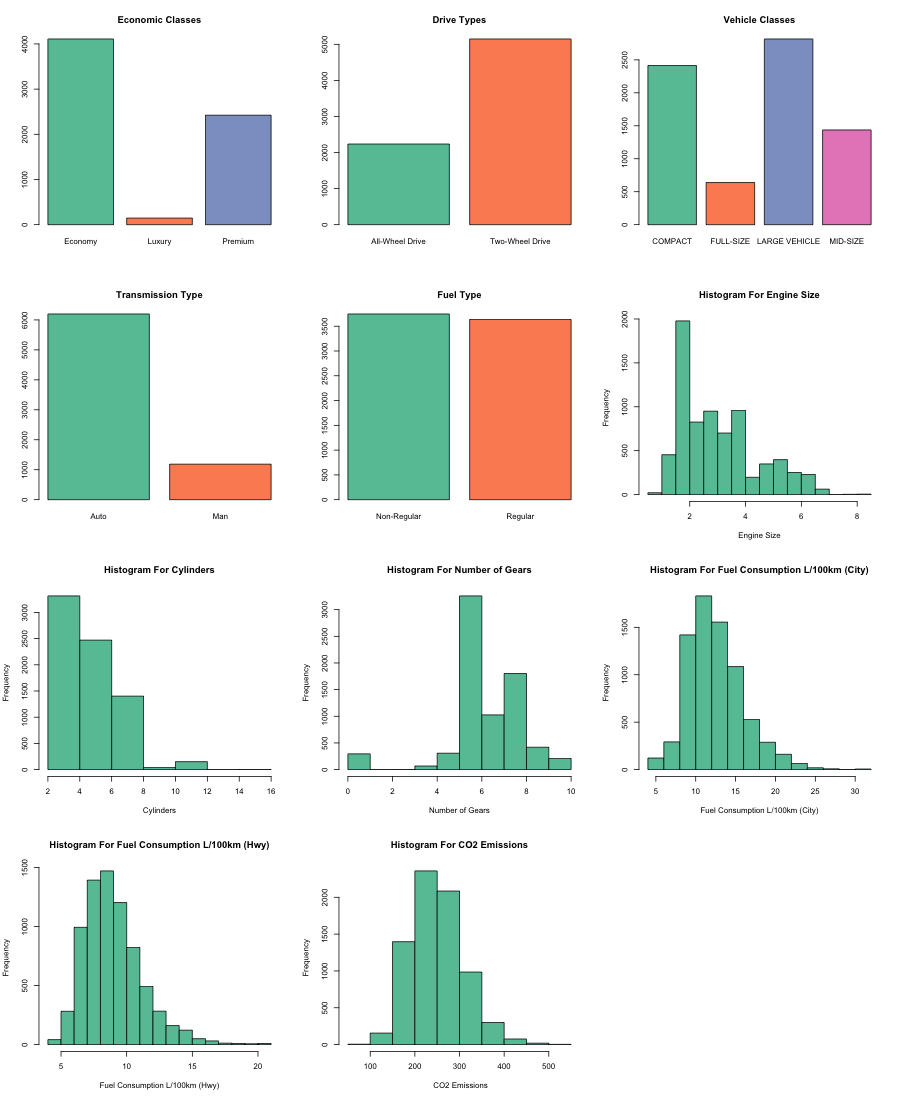 Economic Classes
0 1000 2000 3000 4000
Economy Luxury Premium
Drive Types
0 1000 2000 3000 4000 5000
All-Wheel Drive Two-Wheel Drive
Vehicle Classes
0 500 1000 1500 2000 2500
COMPACT FULL-SIZE LARGE VEHICLE MID-SIZE
Transmission Type
0 1000 2000 3000 4000 5000 6000
Auto Man
Fuel Type
0 500 1000 1500 2000 2500 3000 3500
Non-Regular Regular
Histogram For Engine Size
Frequency
0 500 1000 1500 2000
2 4 6 8
Engine Size
Histogram For Cylinders
Frequency
0 500 1000 1500 2000 2500 3000
2 4 6 8 10 12 14 16
Cylinders
Histogram For Number of Gears
Frequency
0 500 1000 1500 2000 2500 3000
0 2 4 6 8 10
Number of Gears
Histogram For Fuel Consumption L/100km (City)
Frequency
0 500 1000 1500
5 10 15 20 25 30
Fuel Consumption L/100km (City)
Histogram For Fuel Consumption L/100km (Hwy)
Frequency
0 500 1000 1500
5 10 15 20
Fuel Consumption L/100km (Hwy)
Histogram For CO2 Emissions
Frequency
0 500 1000 1500 2000
100 200 300 400 500
CO2 Emissions